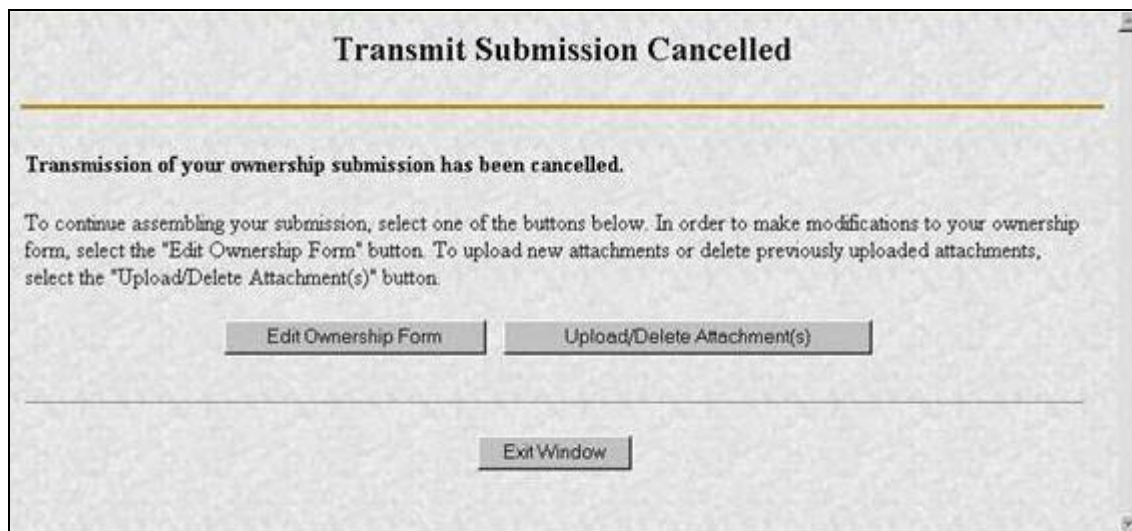 Transmit Submission Cancelled
Transmission of your ownership submission has been cancelled.
To continue assembling your submission, select one of the buttons below. In order to make modifications to your ownership
form, select the "Edit Ownership Form" button. To upload new attachments or delete previously uploaded attachments,
select the "Upload/Delete Attachment(s)" button.
Edit Ownership Form Upload/Delete Attachment(s)
Exit Window